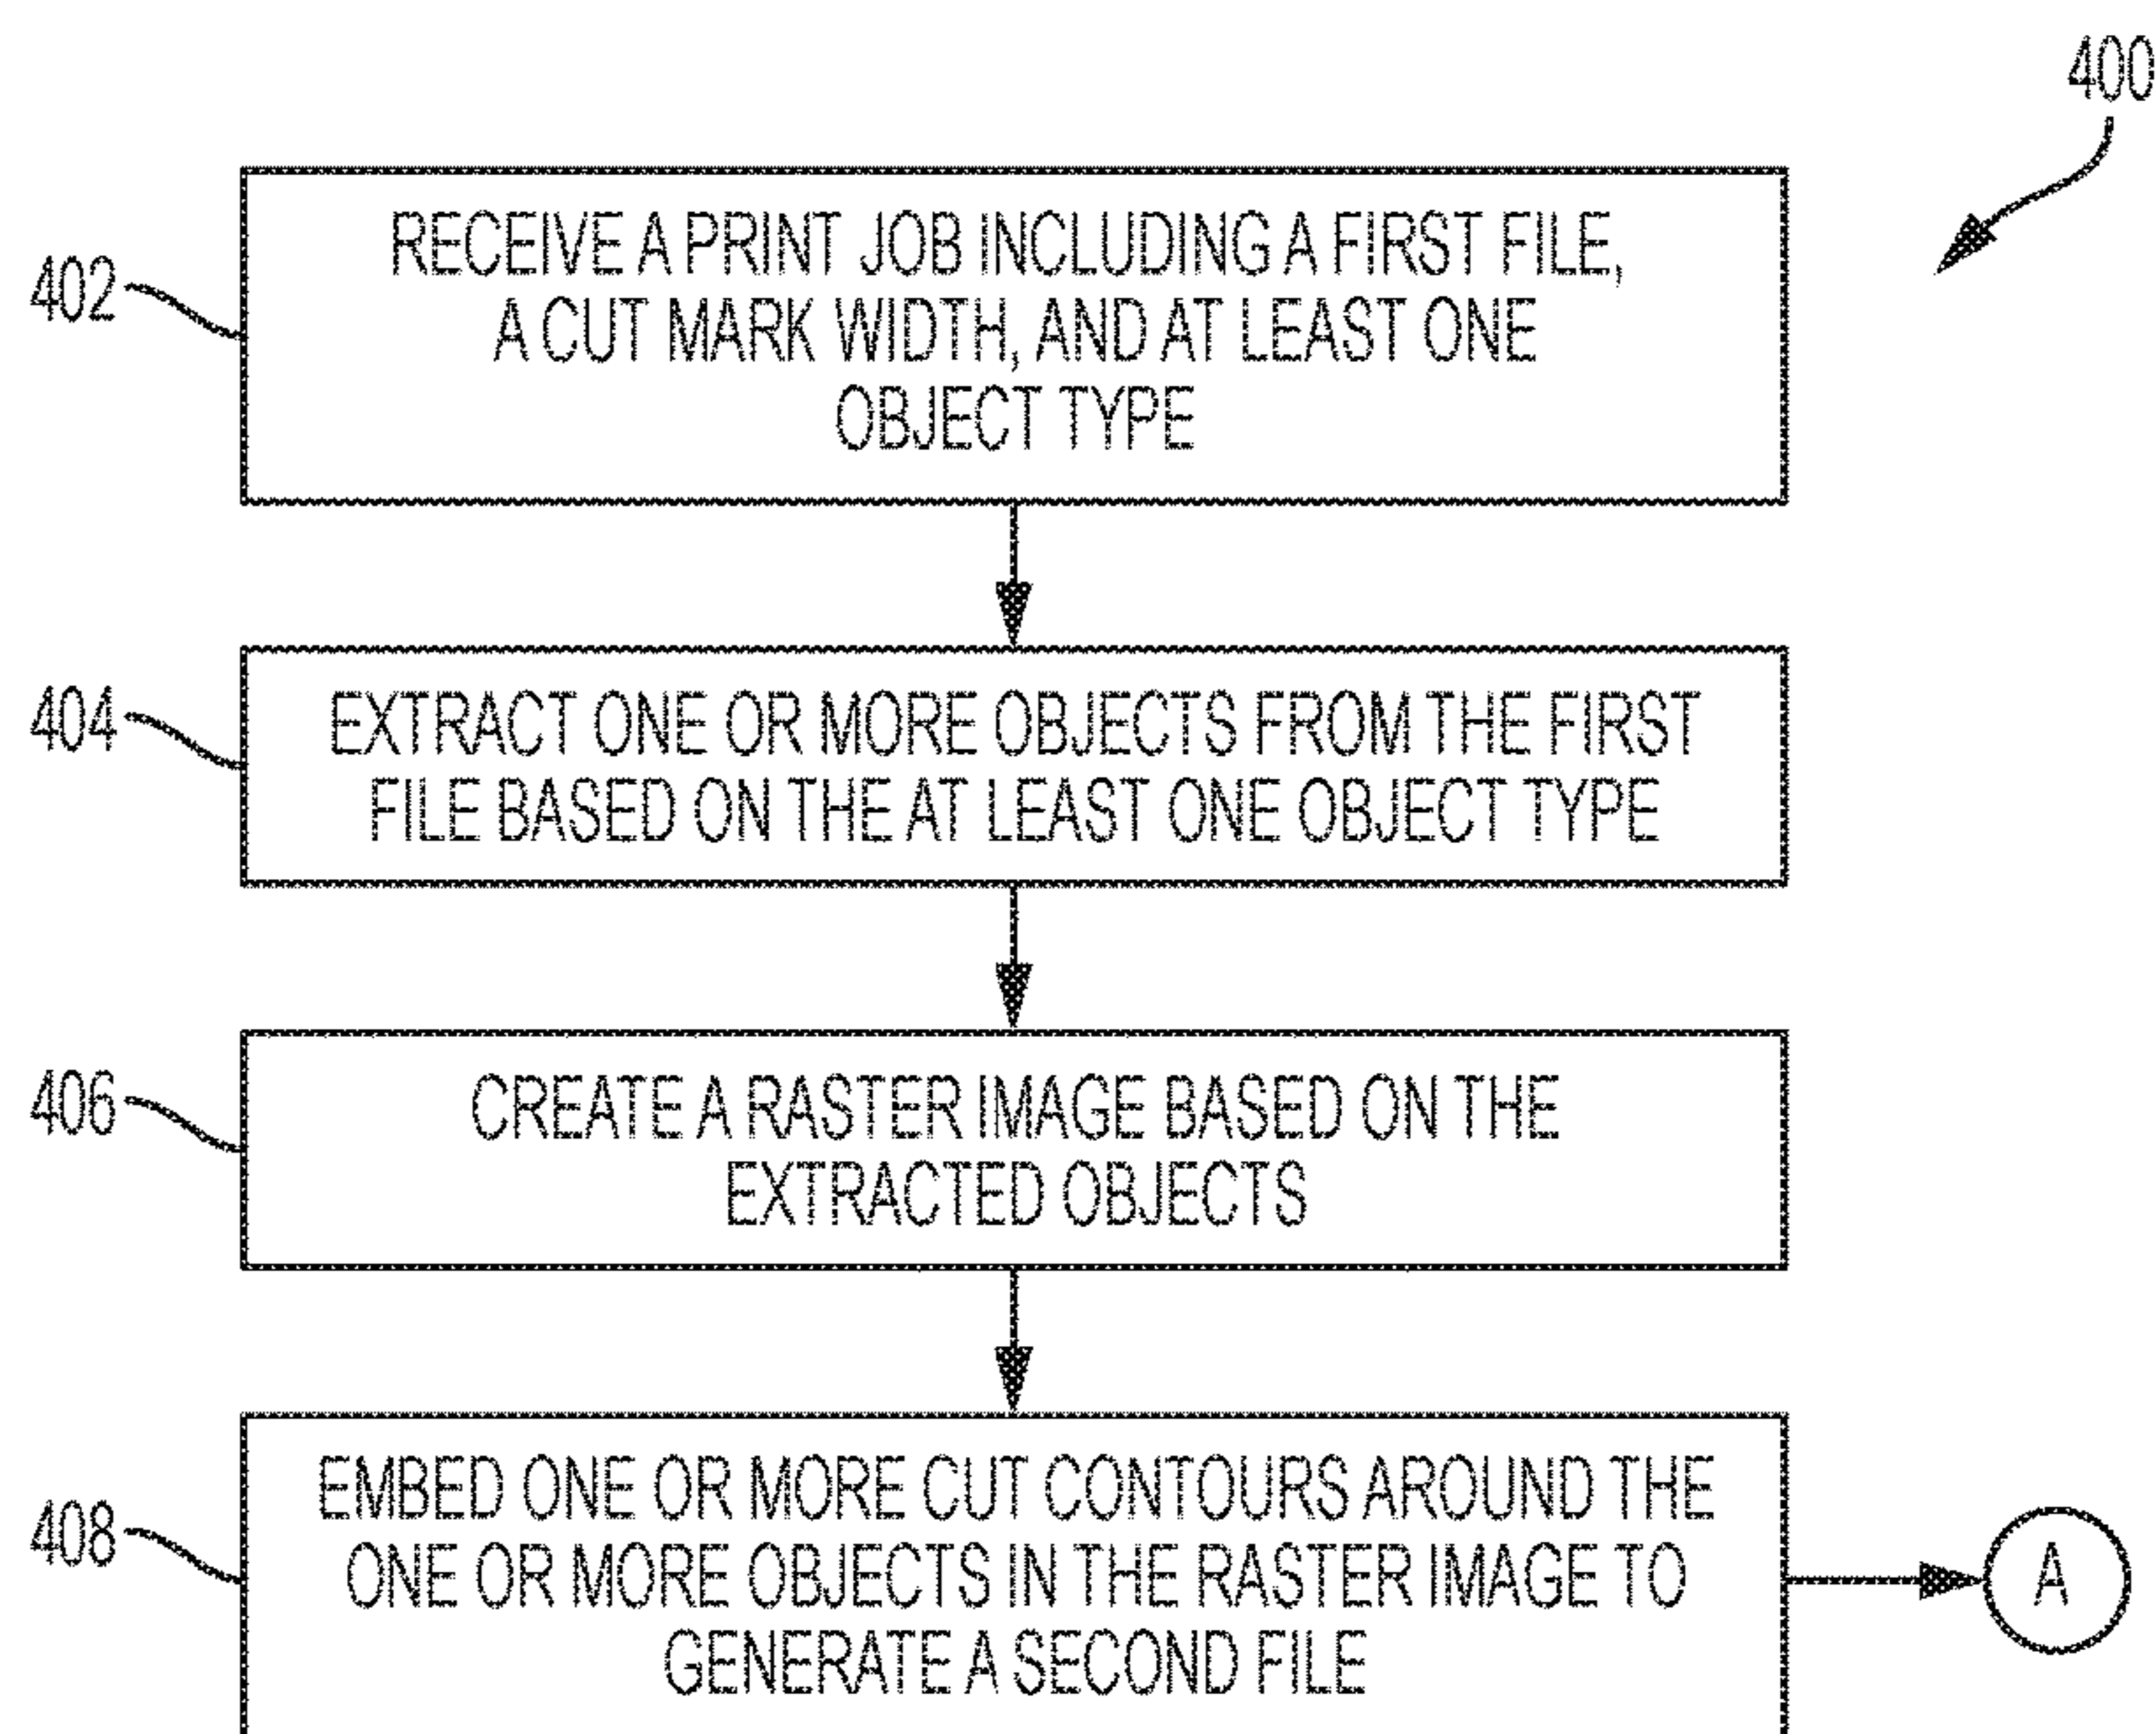 400
402
RECEIVE A PRINT JOB INCLUDING A FIRST FILE,
A CUT MARK WIDTH, AND AT LEAST ONE
OBJECT TYPE
404
EXTRACT ONE OR MORE OBJECTS FROM THE FIRST
FILE BASED ON THE AT LEAST ONE OBJECT TYPE
406
CREATE A RASTER IMAGE BASED ON THE
EXTRACTED OBJECTS
408
EMBED ONE OR MORE CUT CONTOURS AROUND THE
ONE OR MORE OBJECTS IN THE RASTER IMAGE TO
GENERATE A SECOND FILE
A